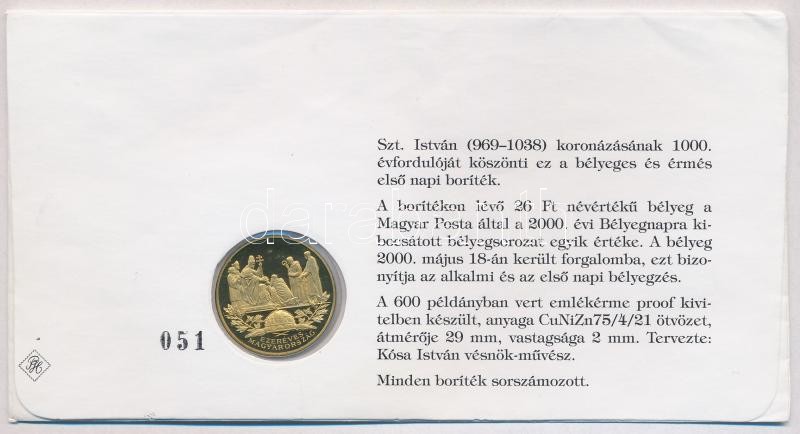 Szt. István (969–1038) koronázásának 1000.
évfordulóját köszönti ez a bélyeges és érmés
első napi boríték.
A borítékon lévő 26 Ft névértékű bélyeg a
Magyar Posta által a 2000. évi Bélyegnapra ki-
bocsátott bélyegsorozat egyik értéke. A bélyeg
2000. május 18-án került forgalomba, ezt bizo-
nyítja az alkalmi és az első napi bélyegzés.
A 600 példányban vert emlékérme proof kivi-
telben készült, anyaga CuNiZn75/4/21 ötvözet,
átmérője 29 mm, vastagsága 2 mm. Tervezte:
Kósa István vésnök-művész.
Minden boríték sorszámozott.
EZERÉVES
MAGYARORSZÁG
051